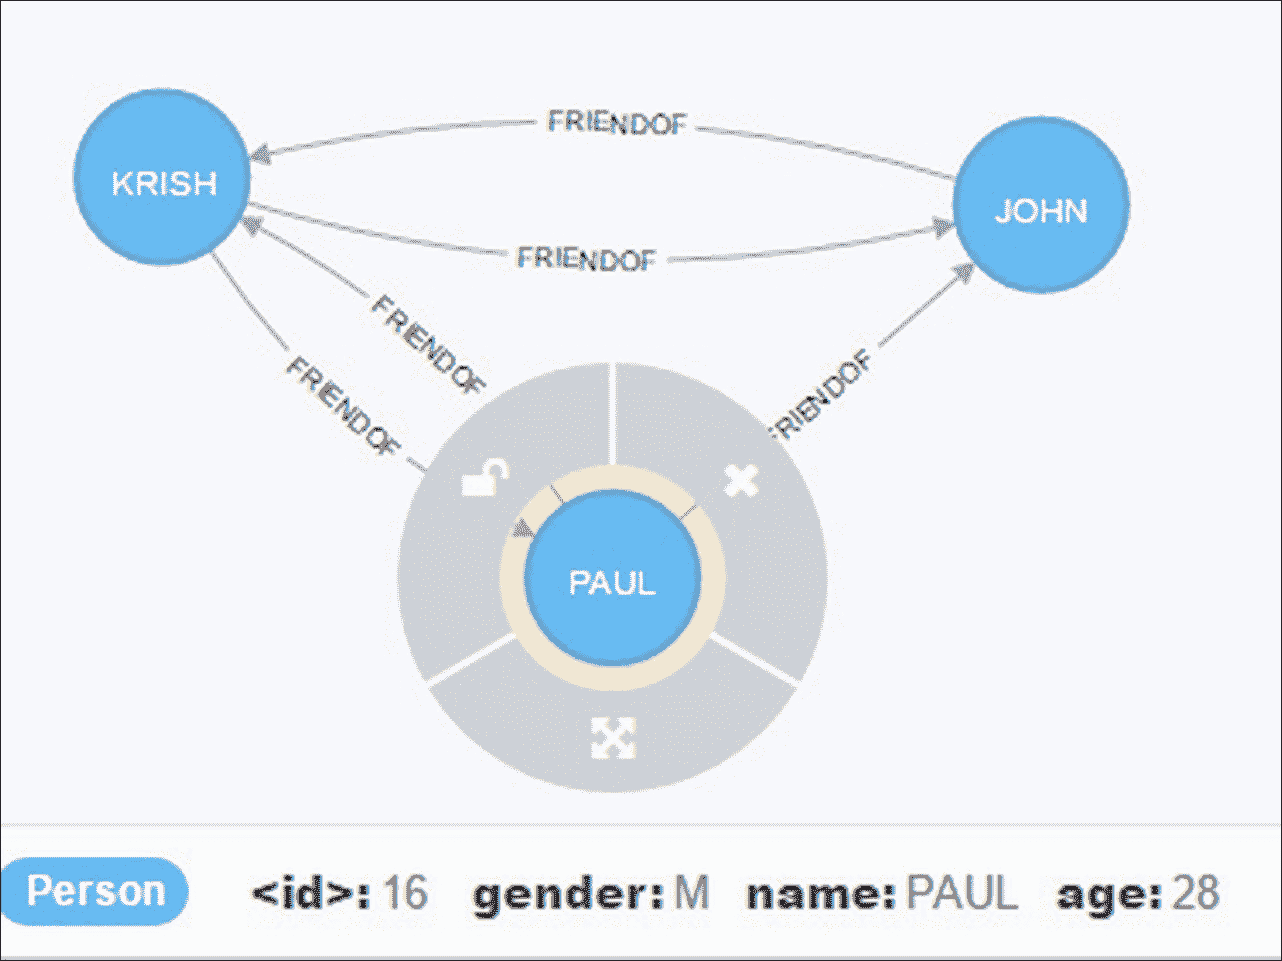 FRIENDOF
KRISH
JOHN
FRIENDOF
FRIENDOF
FRIENDOF
FRIENDOF
PAUL
Person <id>: 16 gender: M name: PAUL age: 28